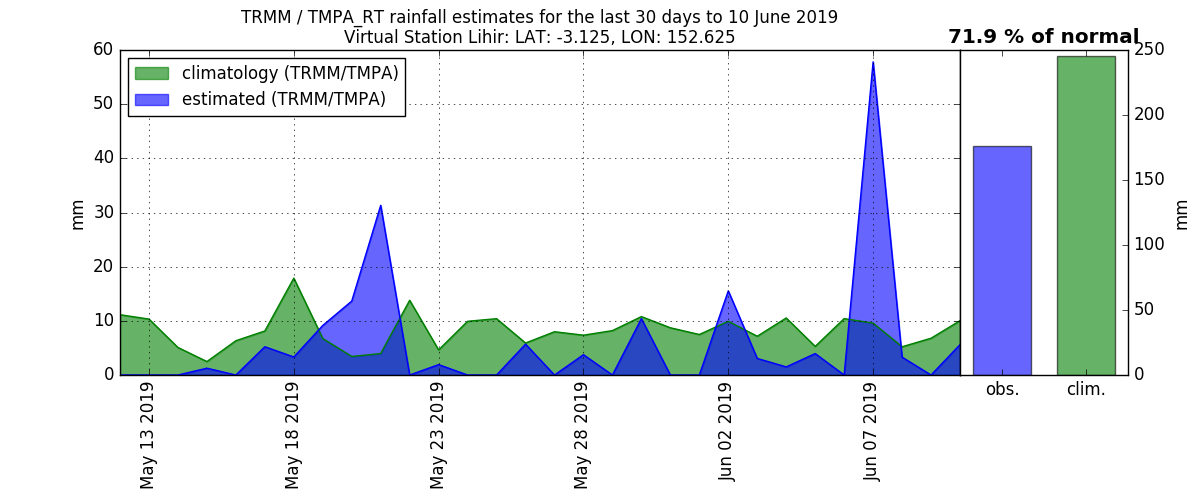 TRMM / TMPA_RT rainfall estimates for the last 30 days to 10 June 2019
Virtual Station Lihir: LAT: -3.125, LON: 152.625
71.9 % of normal
climatology (TRMM/TMPA)
estimated (TRMM/TMPA)
mm
60
50
40
30
20
10
0
May 13 2019
May 18 2019
May 23 2019
May 28 2019
Jun 02 2019
Jun 07 2019
obs.
clim.
250
200
150
100
50
0
mm